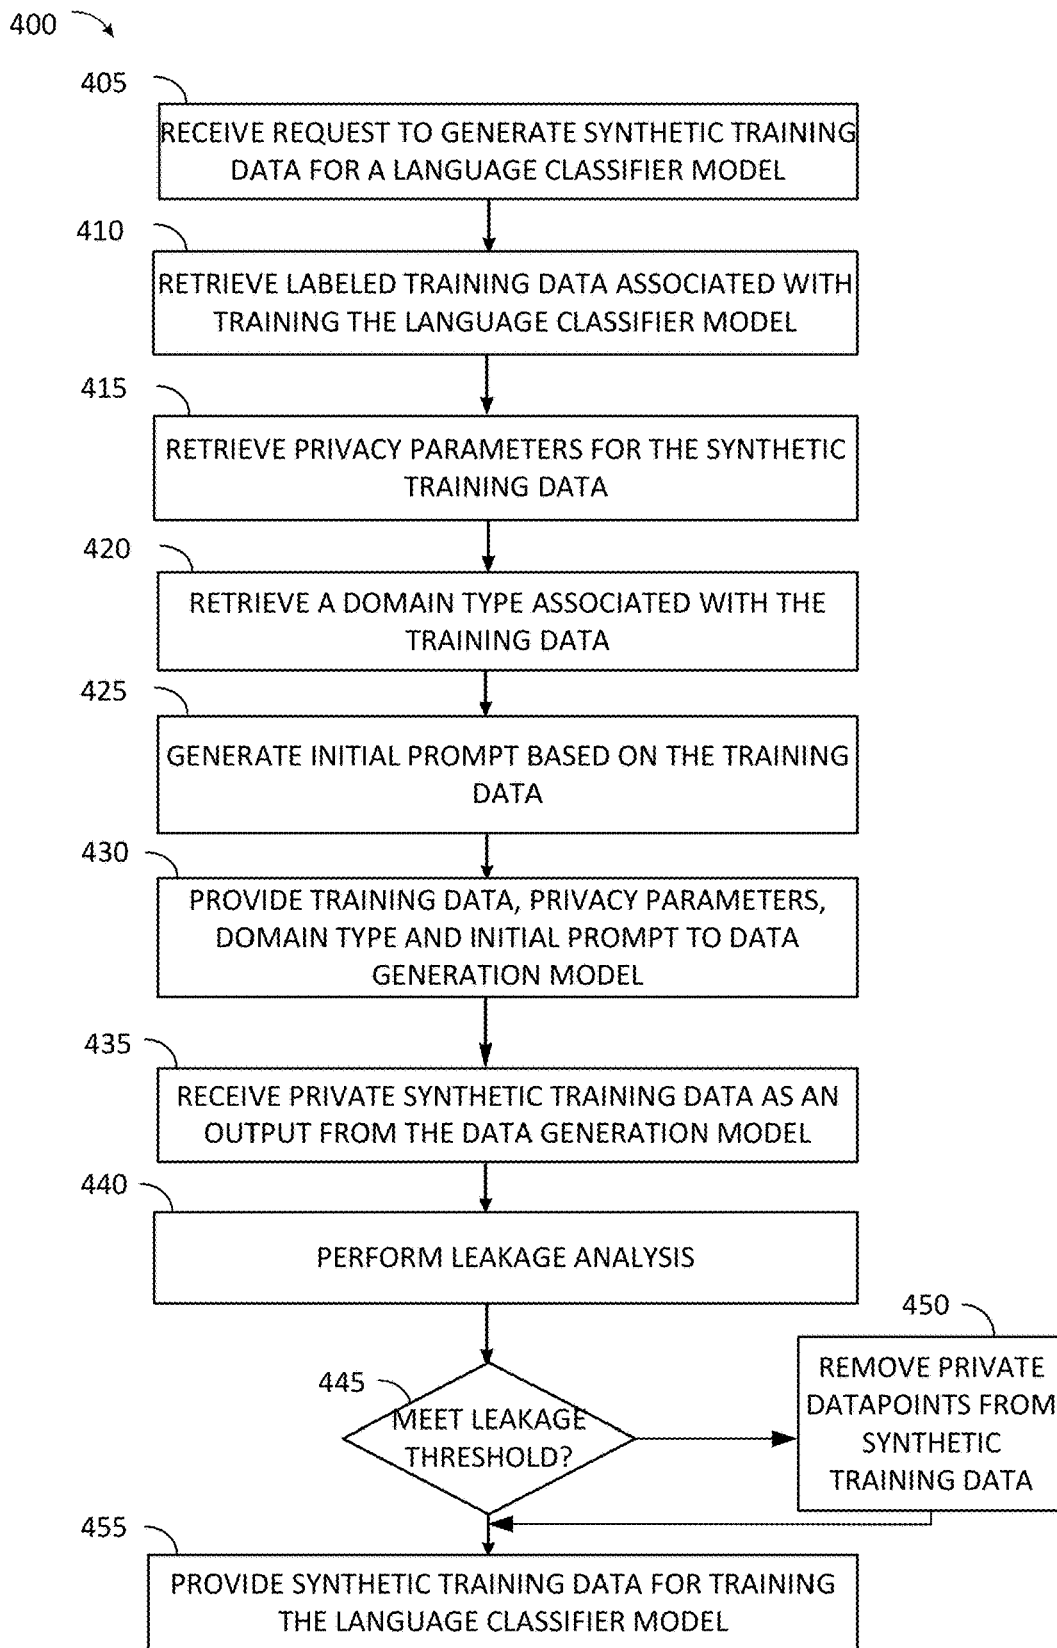 400
405
RECEIVE REQUEST TO GENERATE SYNTHETIC TRAINING
DATA FOR A LANGUAGE CLASSIFIER MODEL
410
RETRIEVE LABELED TRAINING DATA ASSOCIATED WITH
TRAINING THE LANGUAGE CLASSIFIER MODEL
415
RETRIEVE PRIVACY PARAMETERS FOR THE SYNTHETIC
TRAINING DATA
420
RETRIEVE A DOMAIN TYPE ASSOCIATED WITH THE
TRAINING DATA
425
GENERATE INITIAL PROMPT BASED ON THE TRAINING
DATA
430
PROVIDE TRAINING DATA, PRIVACY PARAMETERS,
DOMAIN TYPE AND INITIAL PROMPT TO DATA
GENERATION MODEL
435
RECEIVE PRIVATE SYNTHETIC TRAINING DATA AS AN
OUTPUT FROM THE DATA GENERATION MODEL
440
PERFORM LEAKAGE ANALYSIS
445
MEET LEAKAGE
THRESHOLD?
450
REMOVE PRIVATE
DATAPOINTS FROM
SYNTHETIC
TRAINING DATA
455
PROVIDE SYNTHETIC TRAINING DATA FOR TRAINING
THE LANGUAGE CLASSIFIER MODEL